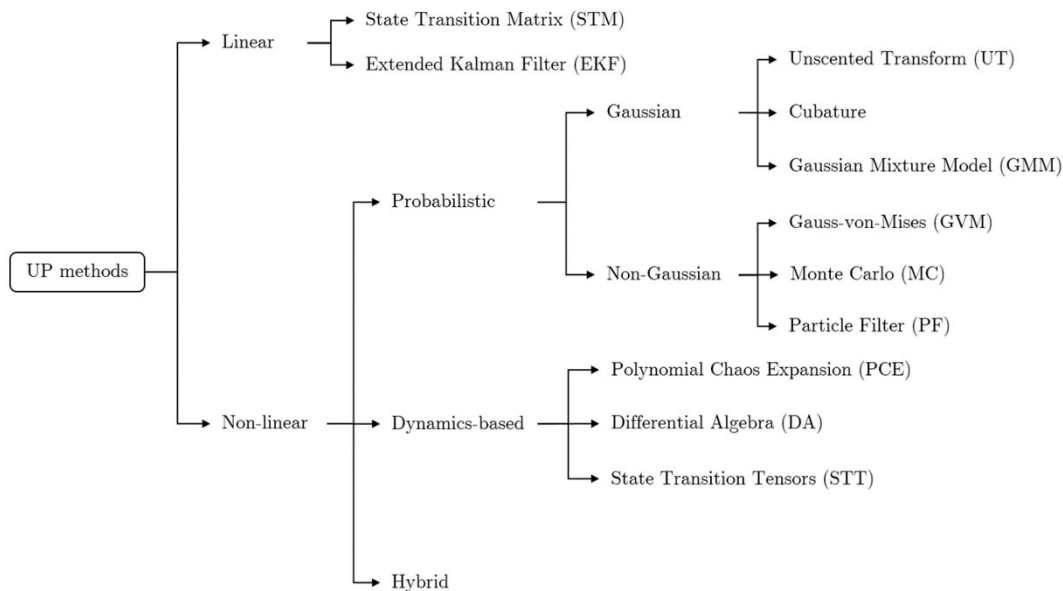 UP methods
Linear
State Transition Matrix (STM)
Extended Kalman Filter (EKF)
Non-linear
Probabilistic
Gaussian
Unscented Transform (UT)
Cubature
Gaussian Mixture Model (GMM)
Non-Gaussian
Gauss-von-Mises (GVM)
Monte Carlo (MC)
Particle Filter (PF)
Dynamics-based
Polynomial Chaos Expansion (PCE)
Differential Algebra (DA)
State Transition Tensors (STT)
Hybrid